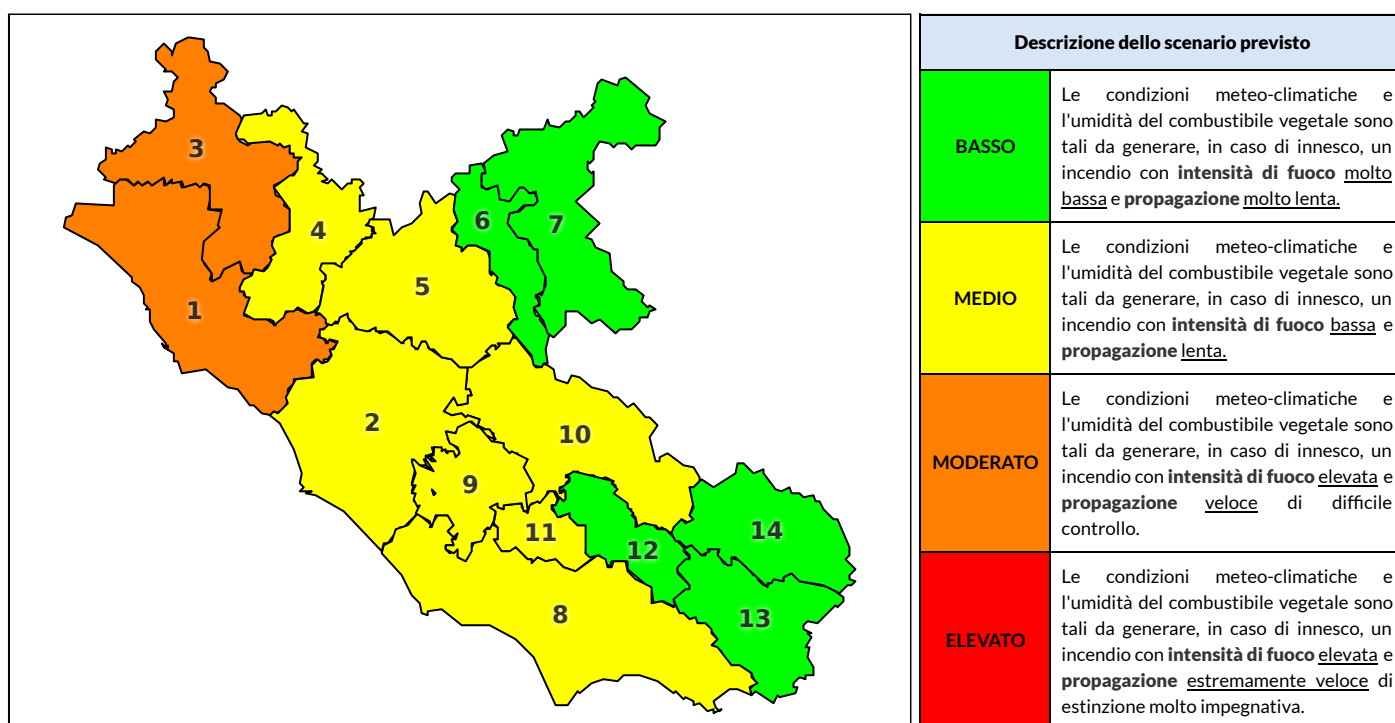 3
4
6
7
5
1
2
10
9
11
12
14
8
13
Descrizione dello scenario previsto
BASSO
Le condizioni meteo-climatiche e
l'umidità del combustibile vegetale sono
tali da generare, in caso di innesco, un
incendio con intensità di fuoco molto
bassa e propagazione molto lenta.
MEDIO
Le condizioni meteo-climatiche e
l'umidità del combustibile vegetale sono
tali da generare, in caso di innesco, un
incendio con intensità di fuoco bassa e
propagazione lenta.
MODERATO
Le condizioni meteo-climatiche e
l'umidità del combustibile vegetale sono
tali da generare, in caso di innesco, un
incendio con intensità di fuoco elevata e
propagazione veloce di difficile
controllo.
ELEVATO
Le condizioni meteo-climatiche e
l'umidità del combustibile vegetale sono
tali da generare, in caso di innesco, un
incendio con intensità di fuoco elevata e
propagazione estremamente veloce di
estinzione molto impegnativa.